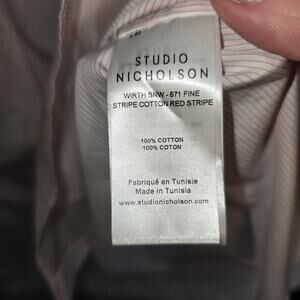 STUDIO
NICHOLSON
WIRTH SNW - 671 FINE
STRIPE COTTON RED STRIPE
100% COTTON
100% COTON
Fabriqué en Tunisie
Made in Tunisia
www.studionicholson.com